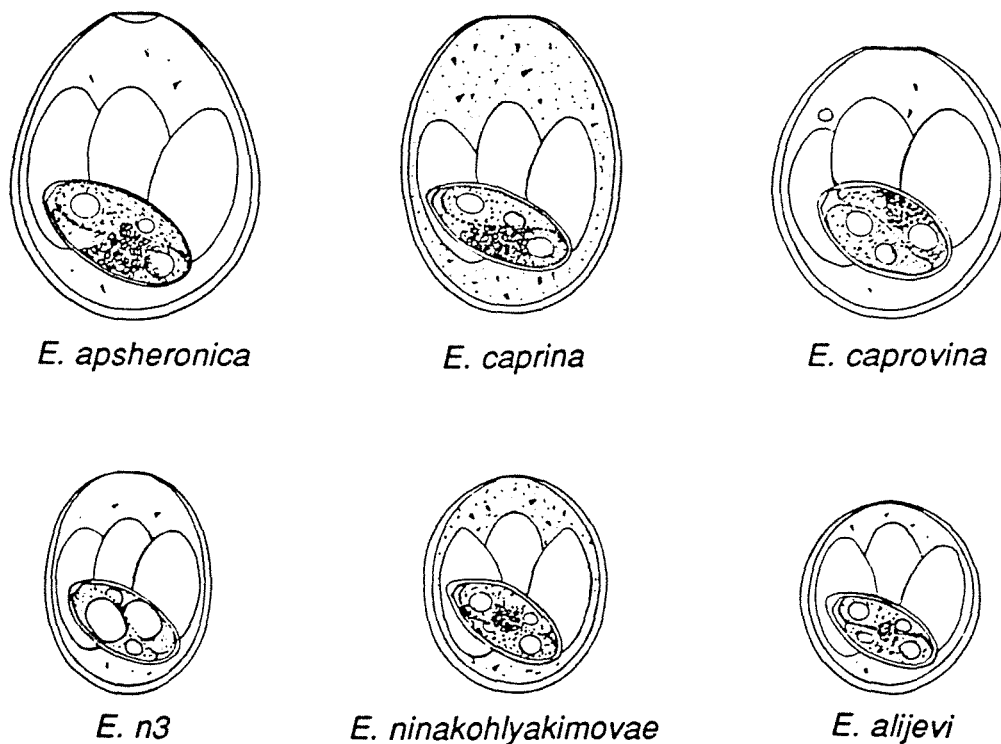 E. apsheronica
E. caprina
E. caprovina
E. n3
E. ninakohlyakimovae
E. alijevi